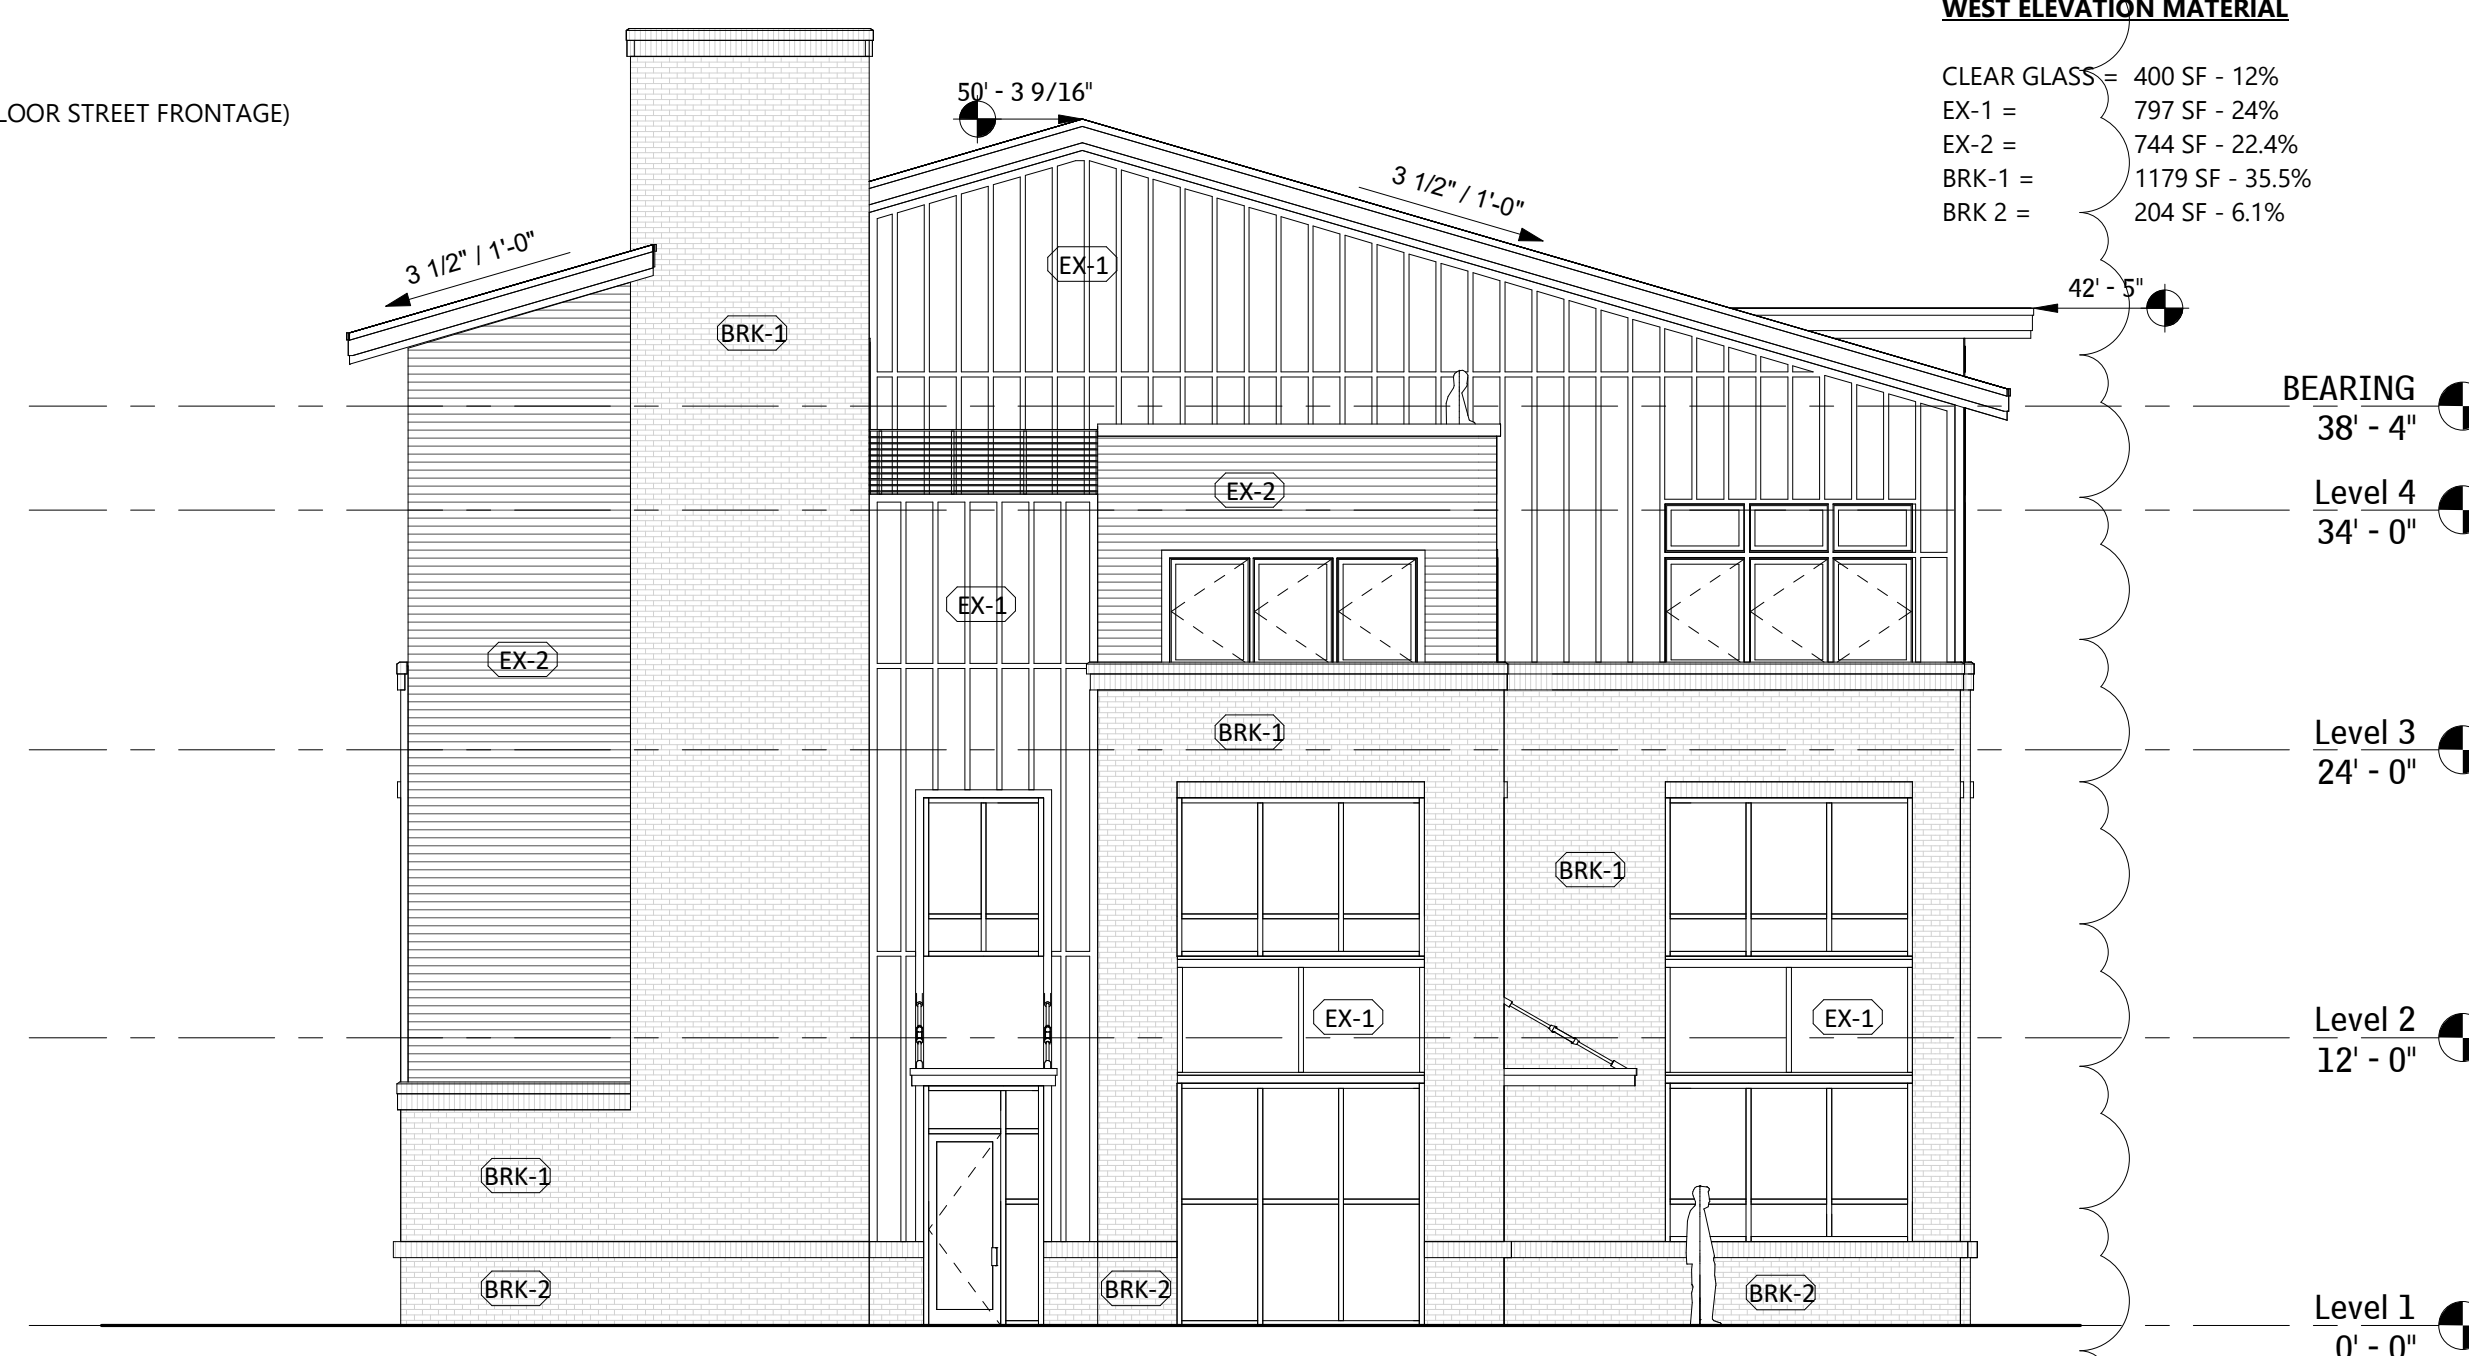 WEST ELEVATION MATERIAL
CLEAR GLASS = 400 SF - 12%
EX-1 = 797 SF - 24%
EX-2 = 744 SF - 22.4%
BRK-1 = 1179 SF - 35.5%
BRK 2 = 204 SF - 6.1%
LOOR STREET FRONTAGE)
50' - 3 9/16"
3 1/2" / 1'-0"
3 1/2" / 1'-0"
EX-1
42' - 5"
BRK-1
BEARING
38' - 4"
EX-2
Level 4
34' - 0"
EX-1
EX-2
BRK-1
Level 3
24' - 0"
BRK-1
EX-1
EX-1
Level 2
12' - 0"
BRK-1
BRK-2
BRK-2
BRK-2
Level 1
0' - 0"